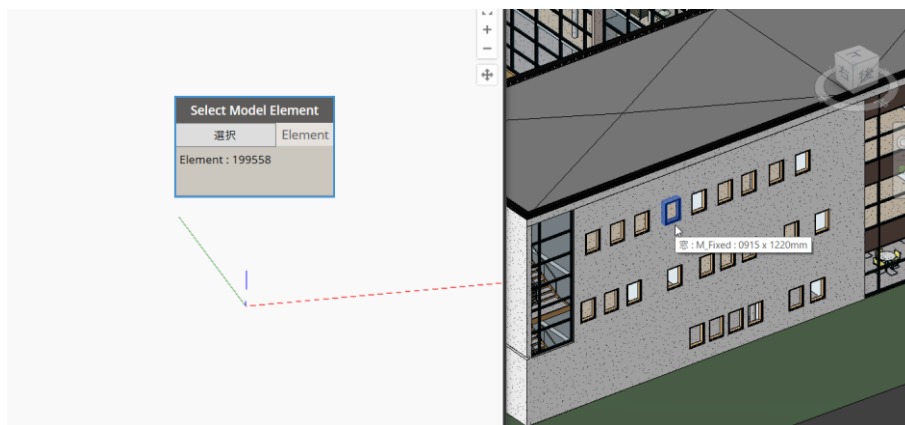 Select Model Element
選択
Element
Element : 199558
窓 : M_Fixed : 0915 x 1220mm